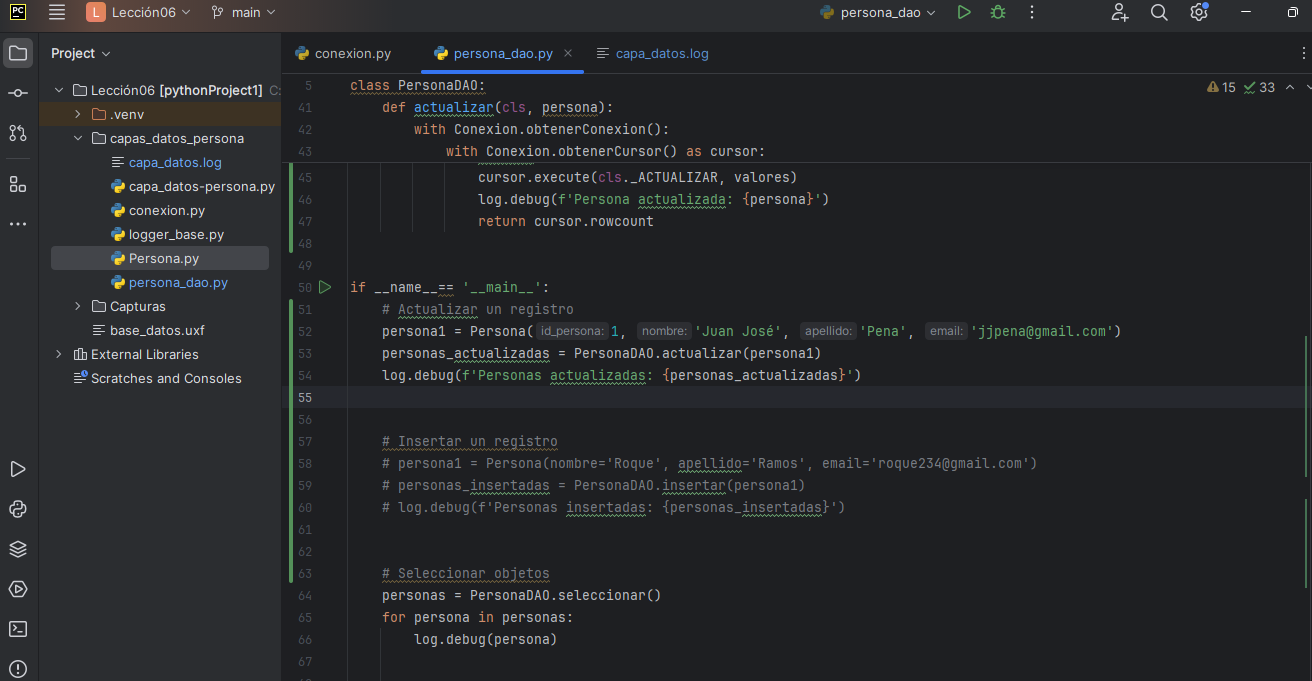 PC
L Lección06
main
persona_dao
Project
Lección06 [pythonProject1] C:
.venv
capas_datos_persona
capa_datos.log
capa_datos-persona.py
conexion.py
logger_base.py
Persona.py
persona_dao.py
Capturas
base_datos.uxf
External Libraries
Scratches and Consoles
conexion.py
persona_dao.py
capa_datos.log
15 33
5 class PersonaDAO:
41 def actualizar(cls, persona):
42 with Conexion.obtenerConexion():
43 with Conexion.obtenerCursor() as cursor:
45 cursor.execute(cls._ACTUALIZAR, valores)
46 log.debug(f'Persona actualizada: {persona}')
47 return cursor.rowcount
48
49
50 if __name__== '__main__':
51 # Actualizar un registro
52 persona1 = Persona( id_persona: 1, nombre: 'Juan José', apellido: 'Pena', email: 'jjpena@gmail.com')
53 personas_actualizadas = PersonaDAO.actualizar(persona1)
54 log.debug(f'Personas actualizadas: {personas_actualizadas}')
55
56
57 # Insertar un registro
58 # persona1 = Persona(nombre='Roque', apellido='Ramos', email='roque234@gmail.com')
59 # personas_insertadas = PersonaDAO.insertar(persona1)
60 # log.debug(f'Personas insertadas: {personas_insertadas}')
61
62
63 # Seleccionar objetos
64 personas = PersonaDAO.seleccionar()
65 for persona in personas:
66 log.debug(persona)
67